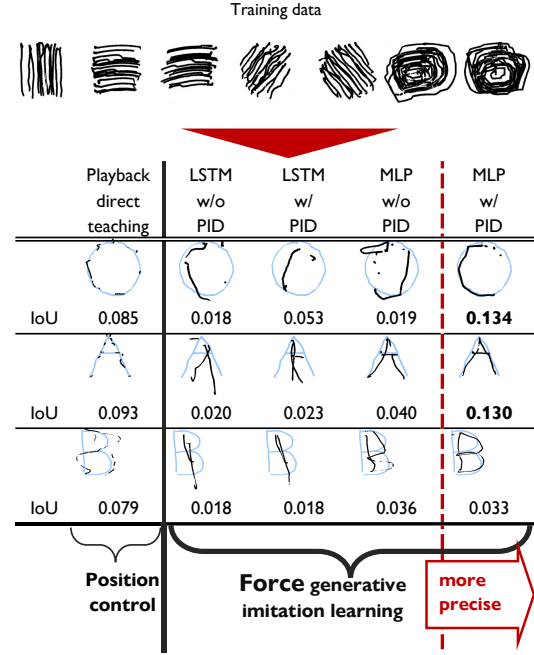 Training data
Playback direct teaching
LSTM w/o PID
LSTM w/ PID
MLP w/o PID
MLP w/ PID
IoU 0.085 0.018 0.053 0.019 0.134
A A A A A
IoU 0.093 0.020 0.023 0.040 0.130
B B B B B
IoU 0.079 0.018 0.018 0.036 0.033
Position
control
Force generative
imitation learning
more
precise